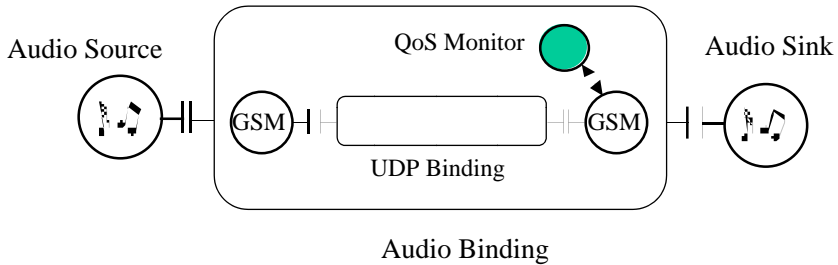 Audio Source
QoS Monitor
Audio Sink
GSM
GSM
UDP Binding
Audio Binding